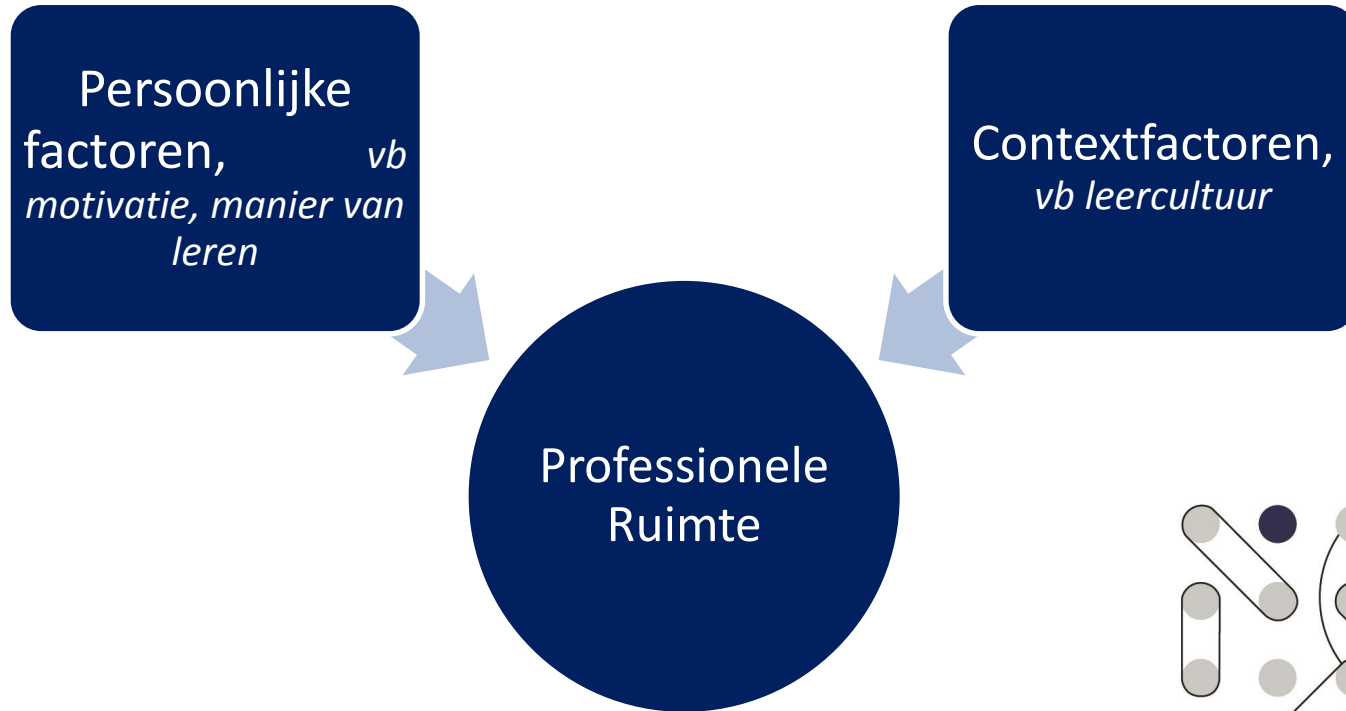 Persoonlijke
factoren, vb
motivatie, manier van
leren
Contextfactoren,
vb leercultuur
Professionele
Ruimte